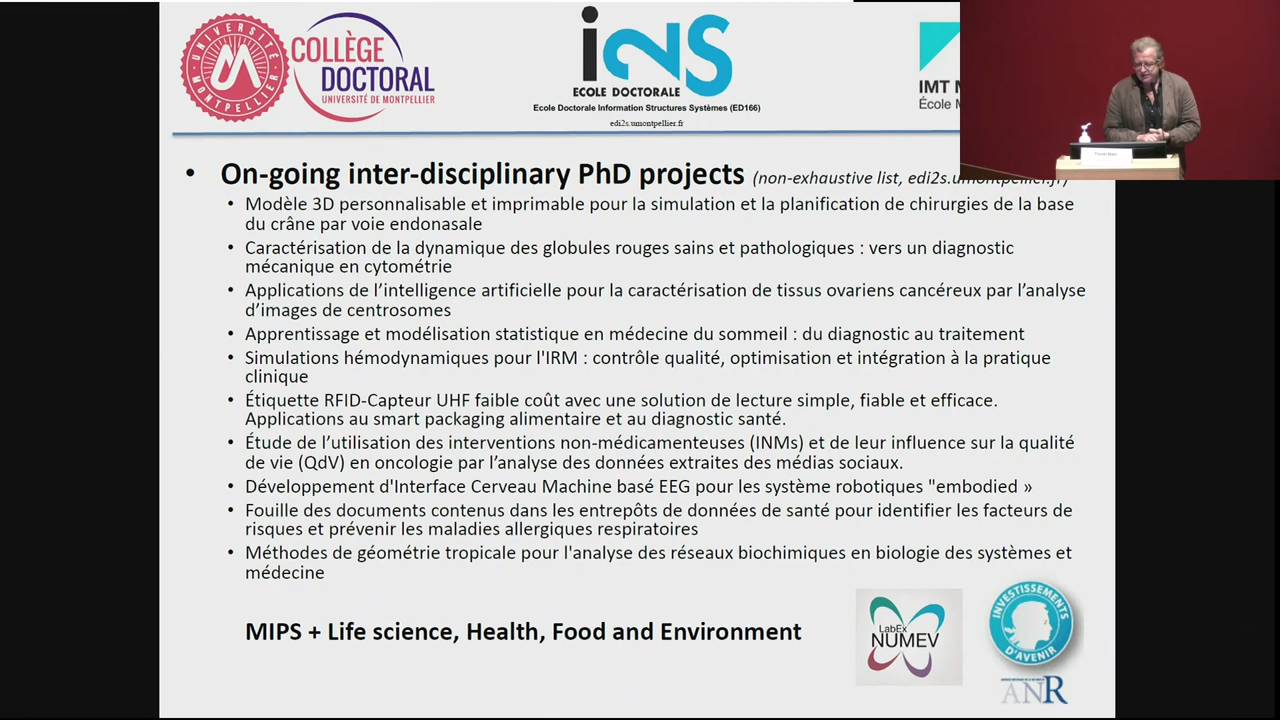 UNIVERSITÉ MONTPELLIER
COLLÈGE
DOCTORAL
UNIVERSITÉ DE MONTPELLIER
i2S
ECOLE DOCTORALE
Ecole Doctorale Information Structures Systèmes (ED166)
edi2s.umontpellier.fr
IMT M
École M
• On-going inter-disciplinary PhD projects (non-exhaustive list, edi2s.umontpellier.fr)
• Modèle 3D personnalisable et imprimable pour la simulation et la planification de chirurgies de la base
du crâne par voie endonasale
• Caractérisation de la dynamique des globules rouges sains et pathologiques : vers un diagnostic
mécanique en cytométrie
• Applications de l’intelligence artificielle pour la caractérisation de tissus ovariens cancéreux par l’analyse
d’images de centrosomes
• Apprentissage et modélisation statistique en médecine du sommeil : du diagnostic au traitement
• Simulations hémodynamiques pour l'IRM : contrôle qualité, optimisation et intégration à la pratique
clinique
• Étiquette RFID-Capteur UHF faible coût avec une solution de lecture simple, fiable et efficace.
Applications au smart packaging alimentaire et au diagnostic santé.
• Étude de l’utilisation des interventions non-médicamenteuses (INMs) et de leur influence sur la qualité
de vie (QdV) en oncologie par l’analyse des données extraites des médias sociaux.
• Développement d'Interface Cerveau Machine basé EEG pour les système robotiques "embodied »
• Fouille des documents contenus dans les entrepôts de données de santé pour identifier les facteurs de
risques et prévenir les maladies allergiques respiratoires
• Méthodes de géométrie tropicale pour l'analyse des réseaux biochimiques en biologie des systèmes et
médecine
MIPS + Life science, Health, Food and Environment
LabEx
NUMEV
INVESTISSEMENTS
D'AVENIR
ANR